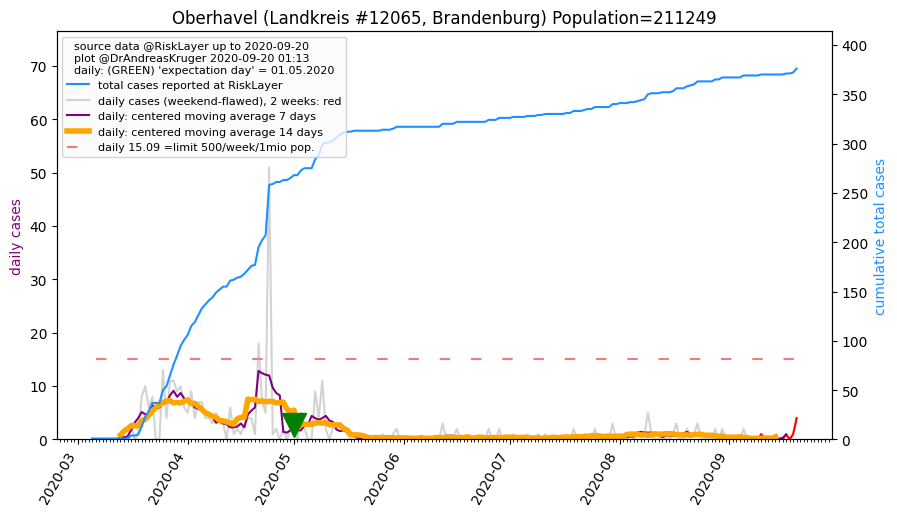 Oberhavel (Landkreis #12065, Brandenburg) Population=211249
source data @RiskLayer up to 2020-09-20
plot @DrAndreasKruger 2020-09-20 01:13
daily: (GREEN) 'expectation day' = 01.05.2020
total cases reported at RiskLayer
daily cases (weekend-flawed), 2 weeks: red
daily: centered moving average 7 days
daily: centered moving average 14 days
daily 15.09 =limit 500/week/1mio pop.
daily cases
70
60
50
40
30
20
10
0
cumulative total cases
400
350
300
250
200
150
100
50
0
2020-03
2020-04
2020-05
2020-06
2020-07
2020-08
2020-09